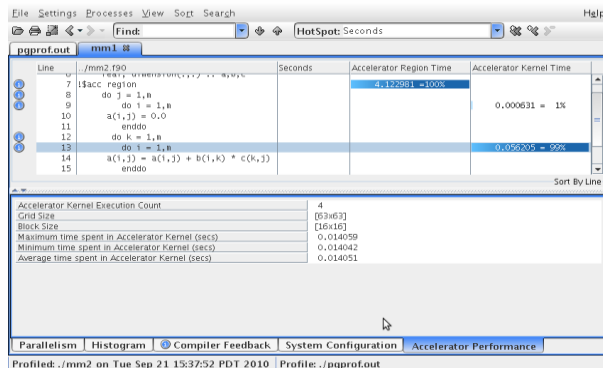 File Settings Processes View Sort Search Help
Find: HotSpot: Seconds
pgprof.out mm1
Line ../mm2.f90 Seconds Accelerator Region Time Accelerator Kernel Time
6 real, dimension(:,:) :: a,b,c
7 !$acc region 4.122981 =100%
8 do j = 1,m
9 do i = 1,m 0.000631 = 1%
10 a(i,j) = 0.0
11 enddo
12 do k = 1,m
13 do i = 1,m 0.056205 = 99%
14 a(i,j) = a(i,j) + b(i,k) * c(k,j)
15 enddo
Sort By Line
Accelerator Kernel Execution Count 4
Grid Size [63x63]
Block Size [16x16]
Maximum time spent in Accelerator Kernel (secs) 0.014059
Minimum time spent in Accelerator Kernel (secs) 0.014042
Average time spent in Accelerator Kernel (secs) 0.014051
Parallelism Histogram Compiler Feedback System Configuration Accelerator Performance
Profiled: ./mm2 on Tue Sep 21 15:37:52 PDT 2010 Profile: ./pgprof.out